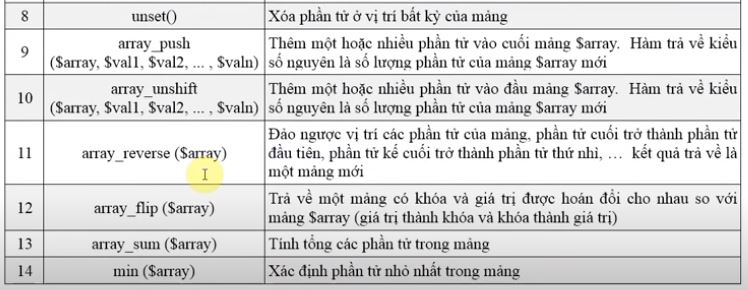 8 unset() Xóa phần tử ở vị trí bất kỳ của mảng
9 array_push
($array, $val1, $val2, ... , $valn)
Thêm một hoặc nhiều phần tử vào cuối mảng $array. Hàm trả về kiểu
số nguyên là số lượng phần tử của mảng $array mới
10 array_unshift
($array, $val1, $val2, ... , $valn)
Thêm một hoặc nhiều phần tử vào đầu mảng $array. Hàm trả về kiểu
số nguyên là số lượng phần tử của mảng $array mới
11 array_reverse ($array)
Đảo ngược vị trí các phần tử của mảng, phần tử cuối trở thành phần tử
đầu tiên, phần tử kế cuối trở thành phần tử thứ nhì, ... kết quả trả về là
một mảng mới
12 array_flip ($array)
Trả về một mảng có khóa và giá trị được hoán đổi cho nhau so với
mảng $array (giá trị thành khóa và khóa thành giá trị)
13 array_sum ($array) Tính tổng các phần tử trong mảng
14 min ($array) Xác định phần tử nhỏ nhất trong mảng